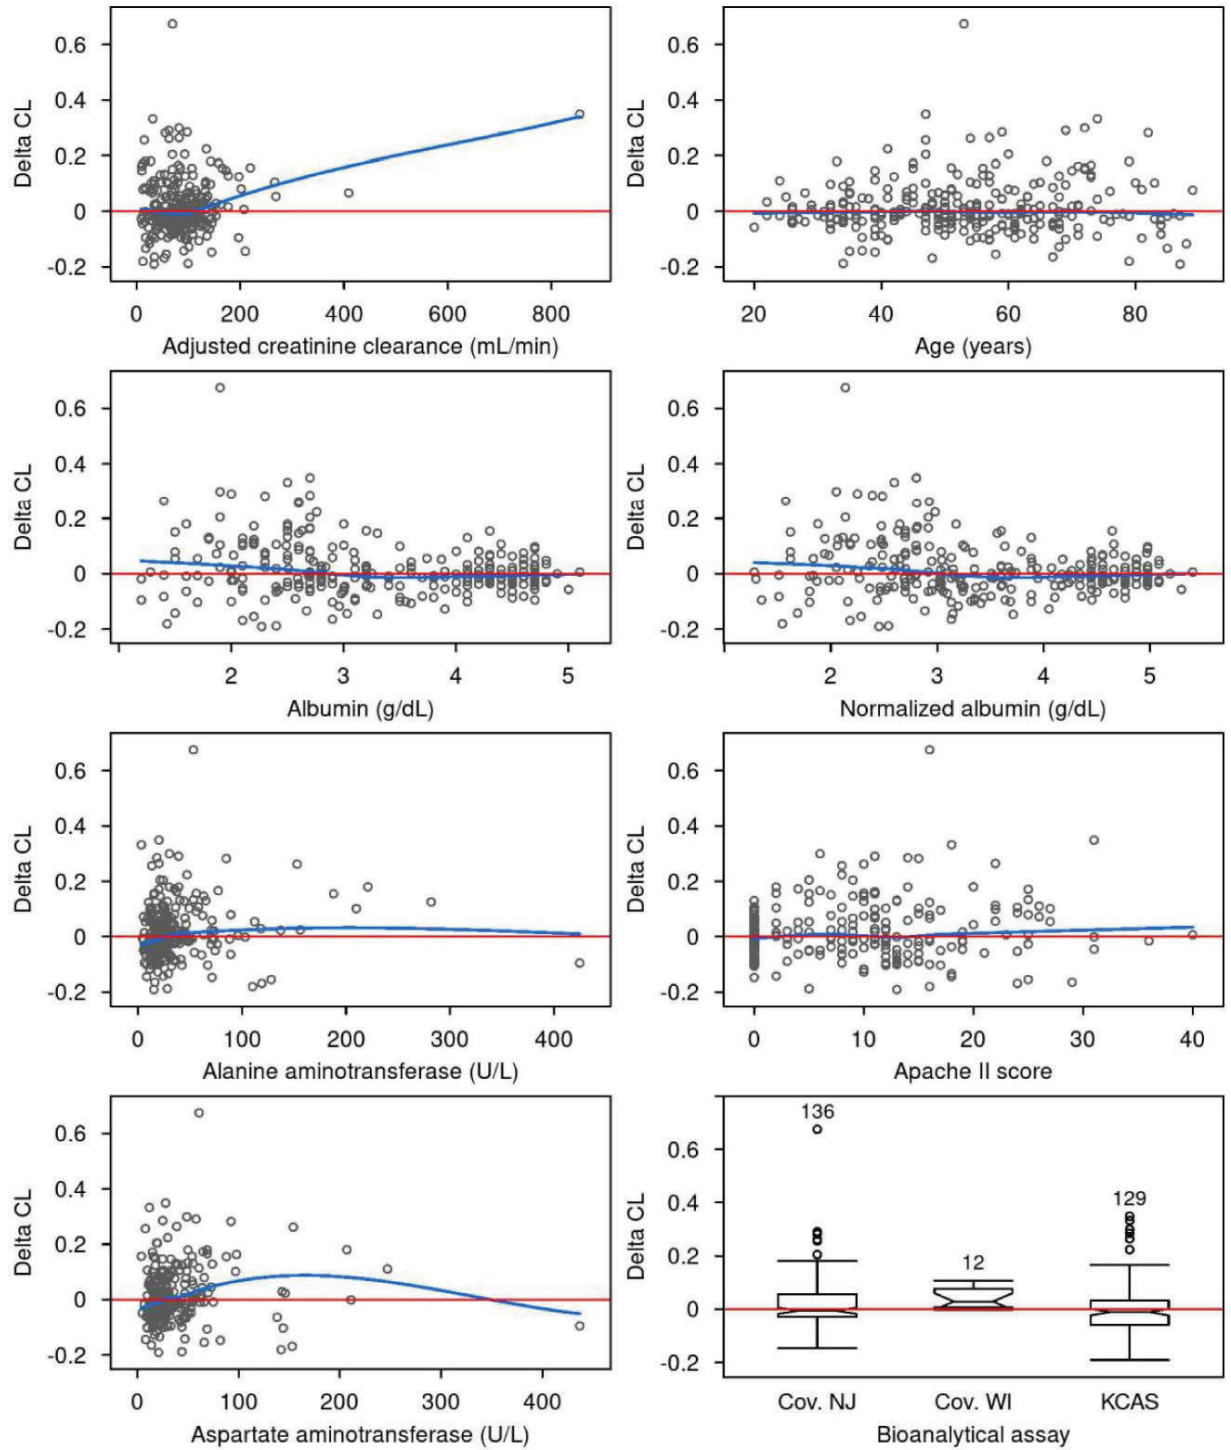 Delta CL
0.6
0.4
0.2
0
-0.2
0 200 400 600 800
Adjusted creatinine clearance (mL/min)
Delta CL
0.6
0.4
0.2
0
-0.2
20 40 60 80
Age (years)
Delta CL
0.6
0.4
0.2
0
-0.2
2 3 4 5
Albumin (g/dL)
Delta CL
0.6
0.4
0.2
0
-0.2
2 3 4 5
Normalized albumin (g/dL)
Delta CL
0.6
0.4
0.2
0
-0.2
0 100 200 300 400
Alanine aminotransferase (U/L)
Delta CL
0.6
0.4
0.2
0
-0.2
0 10 20 30 40
Apache II score
Delta CL
0.6
0.4
0.2
0
-0.2
0 100 200 300 400
Aspartate aminotransferase (U/L)
Delta CL
0.6
0.4
0.2
0
-0.2
136
12
129
Cov. NJ Cov. WI KCAS
Bioanalytical assay